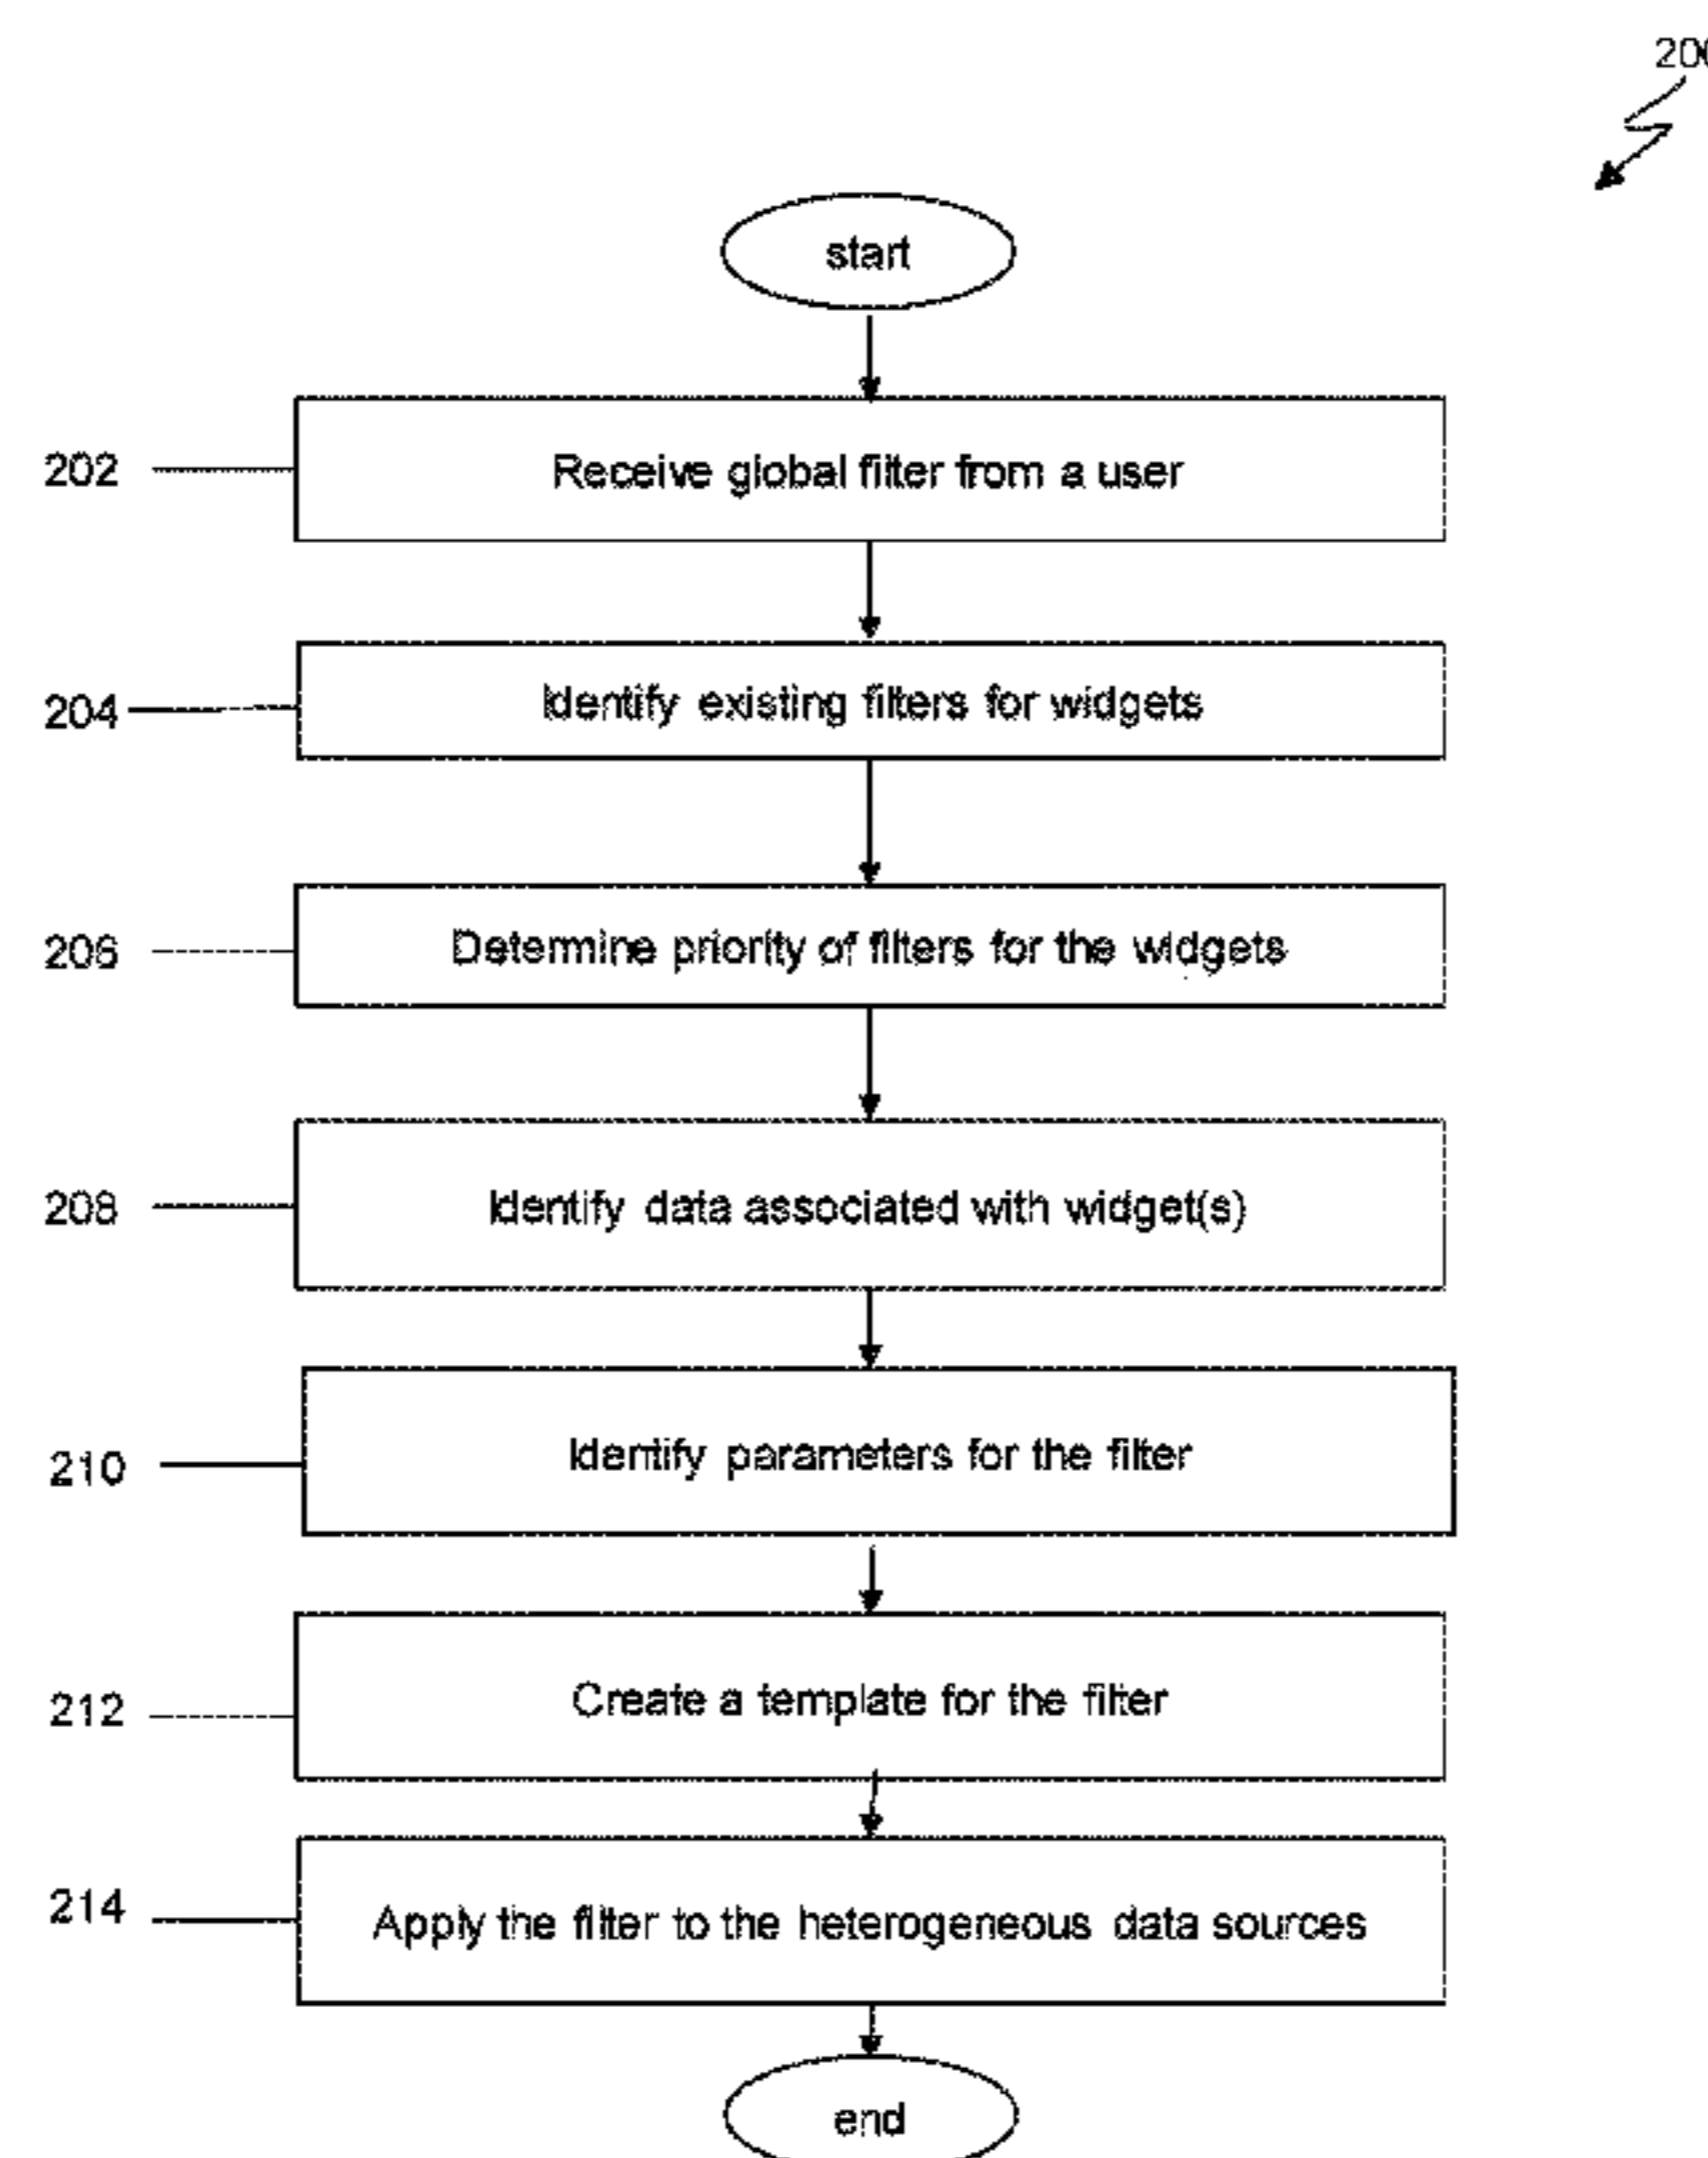 200
start
202 Receive global filter from a user
204 Identify existing filters for widgets
206 Determine priority of filters for the widgets
208 Identify data associated with widget(s)
210 Identify parameters for the filter
212 Create a template for the filter
214 Apply the filter to the heterogeneous data sources
end